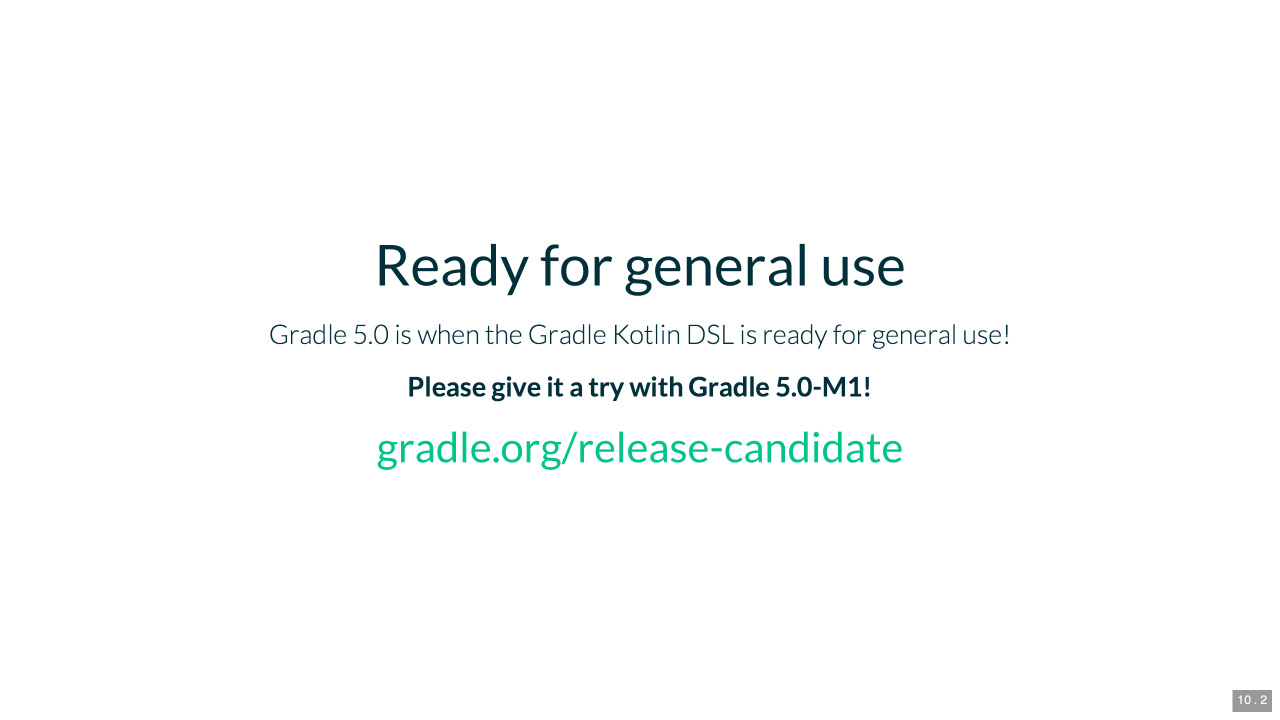 Ready for general use
Gradle 5.0 is when the Gradle Kotlin DSL is ready for general use!
Please give it a try with Gradle 5.0-M1!
gradle.org/release-candidate
10 . 2